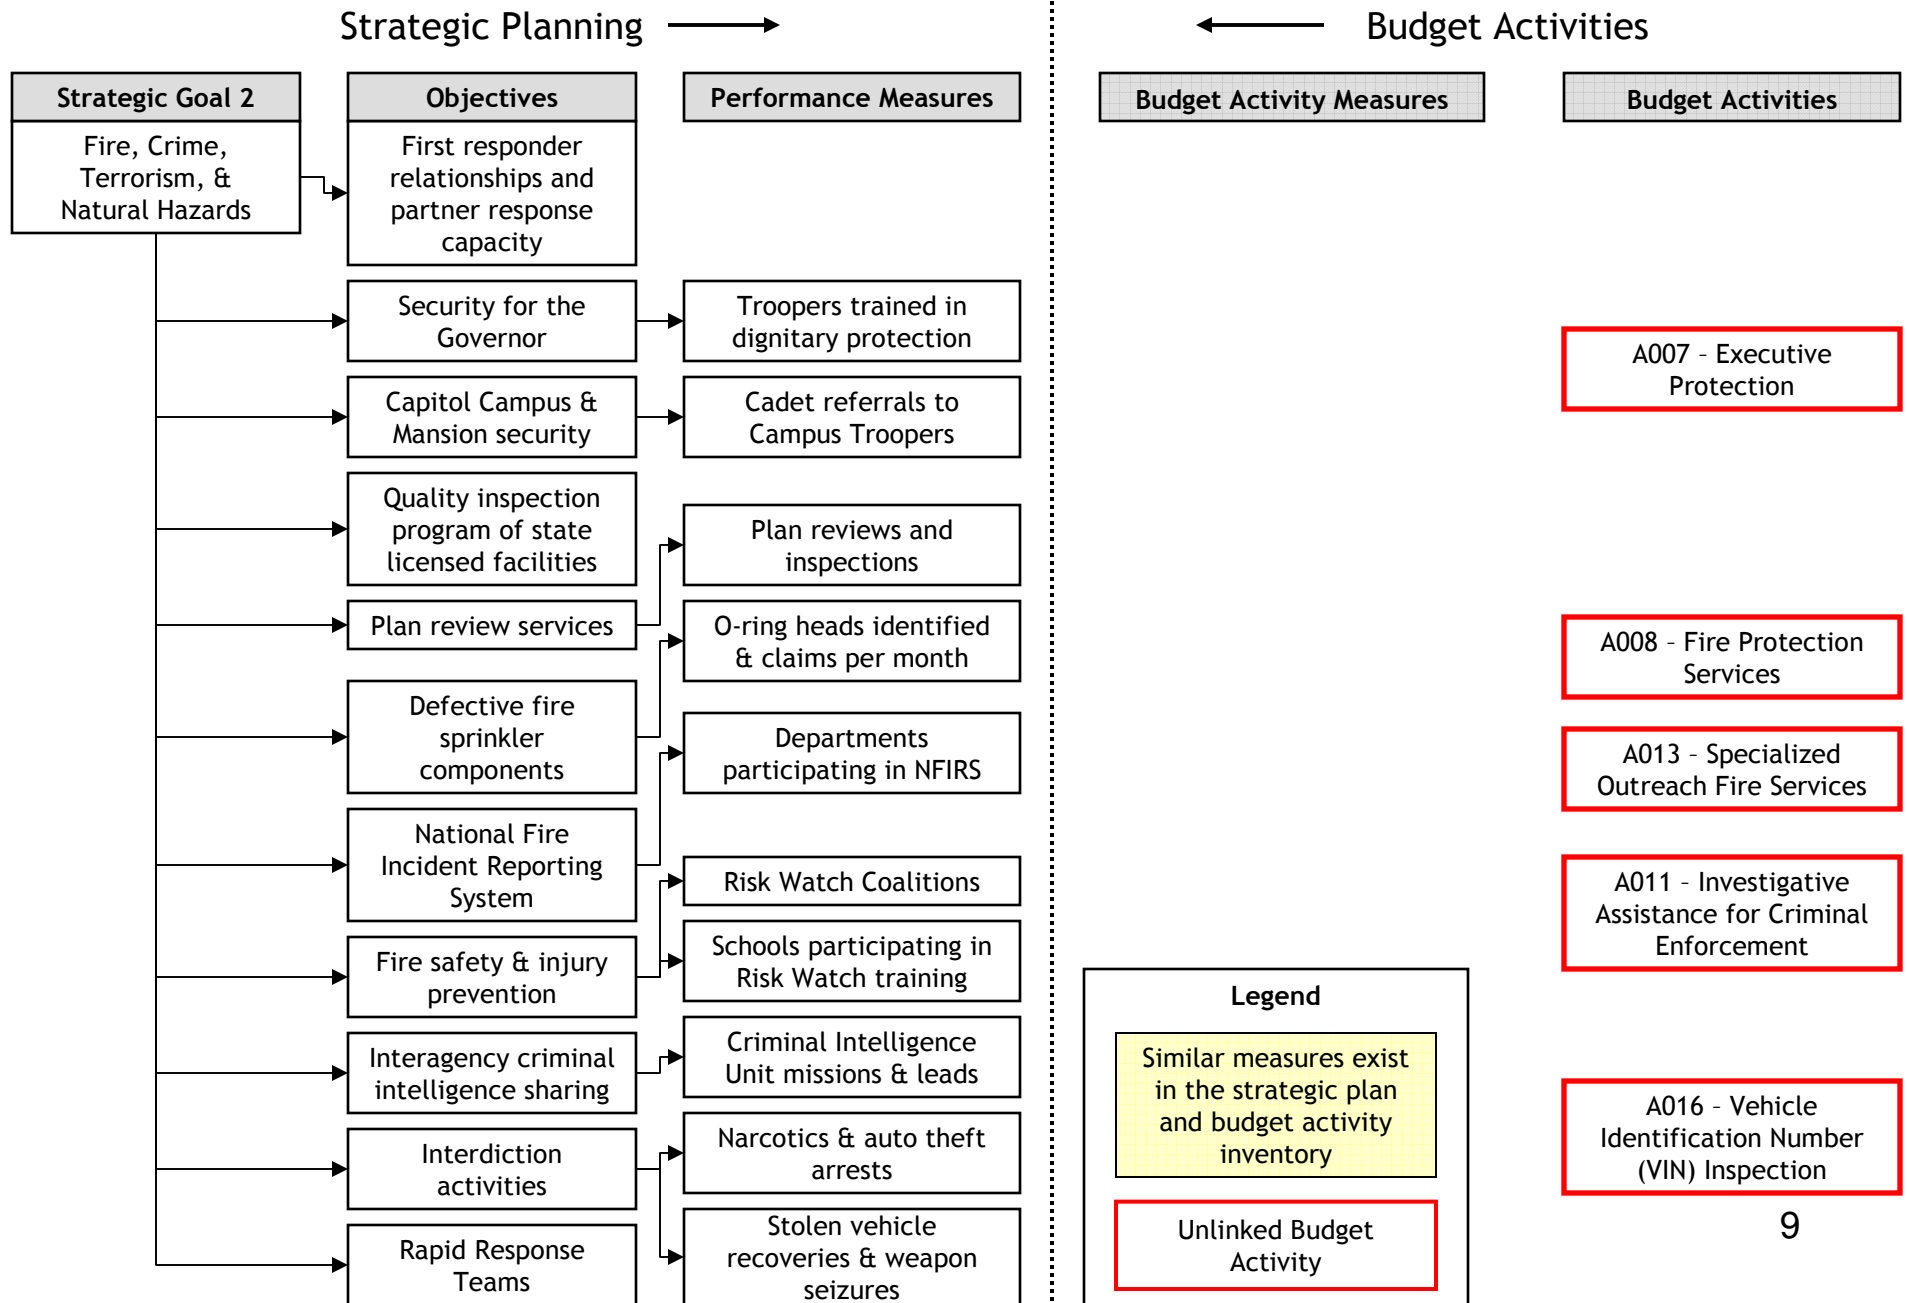 Strategic Planning
Budget Activities
Strategic Goal 2
Fire, Crime,
Terrorism, &
Natural Hazards
Objectives
First responder
relationships and
partner response
capacity
Security for the
Governor
Capitol Campus &
Mansion security
Quality inspection
program of state
licensed facilities
Plan review services
Defective fire
sprinkler
components
National Fire
Incident Reporting
System
Fire safety & injury
prevention
Interagency criminal
intelligence sharing
Interdiction
activities
Rapid Response
Teams
Performance Measures
Troopers trained in
dignitary protection
Cadet referrals to
Campus Troopers
Plan reviews and
inspections
O-ring heads identified
& claims per month
Departments
participating in NFIRS
Risk Watch Coalitions
Schools participating in
Risk Watch training
Criminal Intelligence
Unit missions & leads
Narcotics & auto theft
arrests
Stolen vehicle
recoveries & weapon
seizures
Budget Activity Measures
Legend
Similar measures exist
in the strategic plan
and budget activity
inventory
Unlinked Budget
Activity
Budget Activities
A007 – Executive
Protection
A008 – Fire Protection
Services
A013 – Specialized
Outreach Fire Services
A011 – Investigative
Assistance for Criminal
Enforcement
A016 – Vehicle
Identification Number
(VIN) Inspection
9